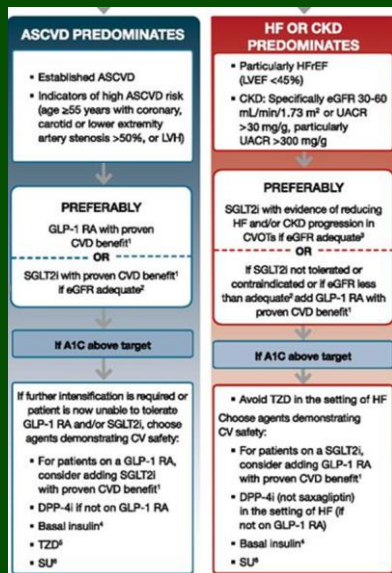 ASCVD PREDOMINATES
▪ Established ASCVD
▪ Indicators of high ASCVD risk
(age ≥55 years with coronary,
carotid or lower extremity
artery stenosis >50%, or LVH)
PREFERABLY
GLP-1 RA with proven
CVD benefit¹
OR
SGLT2i with proven CVD benefit¹
if eGFR adequate²
If A1C above target
If further intensification is required or
patient is now unable to tolerate
GLP-1 RA and/or SGLT2i, choose
agents demonstrating CV safety:
▪ For patients on a GLP-1 RA,
consider adding SGLT2i
with proven CVD benefit¹
▪ DPP-4i if not on GLP-1 RA
▪ Basal insulin⁴
▪ TZD⁵
▪ SU⁶
HF OR CKD
PREDOMINATES
▪ Particularly HFrEF
(LVEF <45%)
▪ CKD: Specifically eGFR 30-60
mL/min/1.73 m² or UACR
>30 mg/g, particularly
UACR >300 mg/g
PREFERABLY
SGLT2i with evidence of reducing
HF and/or CKD progression in
CVOTs if eGFR adequate³
OR
If SGLT2i not tolerated or
contraindicated or if eGFR less
than adequate² add GLP-1 RA with
proven CVD benefit¹
If A1C above target
▪ Avoid TZD in the setting of HF
Choose agents demonstrating
CV safety:
▪ For patients on a SGLT2i,
consider adding GLP-1 RA
with proven CVD benefit¹
▪ DPP-4i (not saxagliptin)
in the setting of HF (if
not on GLP-1 RA)
▪ Basal insulin⁴
▪ SU⁶